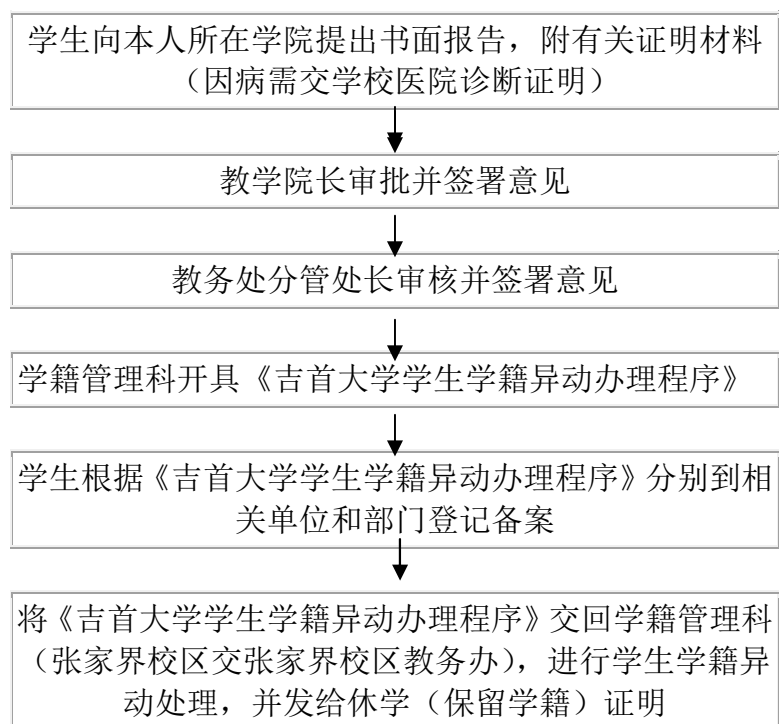 学生向本人所在学院提出书面报告，附有关证明材料
（因病需交学校医院诊断证明）
教学院长审批并签署意见
教务处分管处长审核并签署意见
学籍管理科开具《吉首大学学生学籍异动办理程序》
学生根据《吉首大学学生学籍异动办理程序》分别到相
关单位和部门登记备案
将《吉首大学学生学籍异动办理程序》交回学籍管理科
（张家界校区交张家界校区教务办），进行学生学籍异
动处理，并发给休学（保留学籍）证明